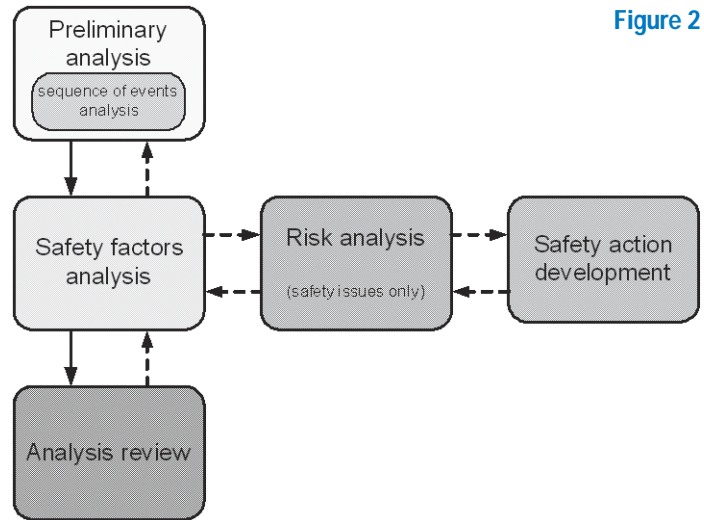 Figure 2
Preliminary
analysis
sequence of events
analysis
Safety factors
analysis
Risk analysis
(safety issues only)
Safety action
development
Analysis review